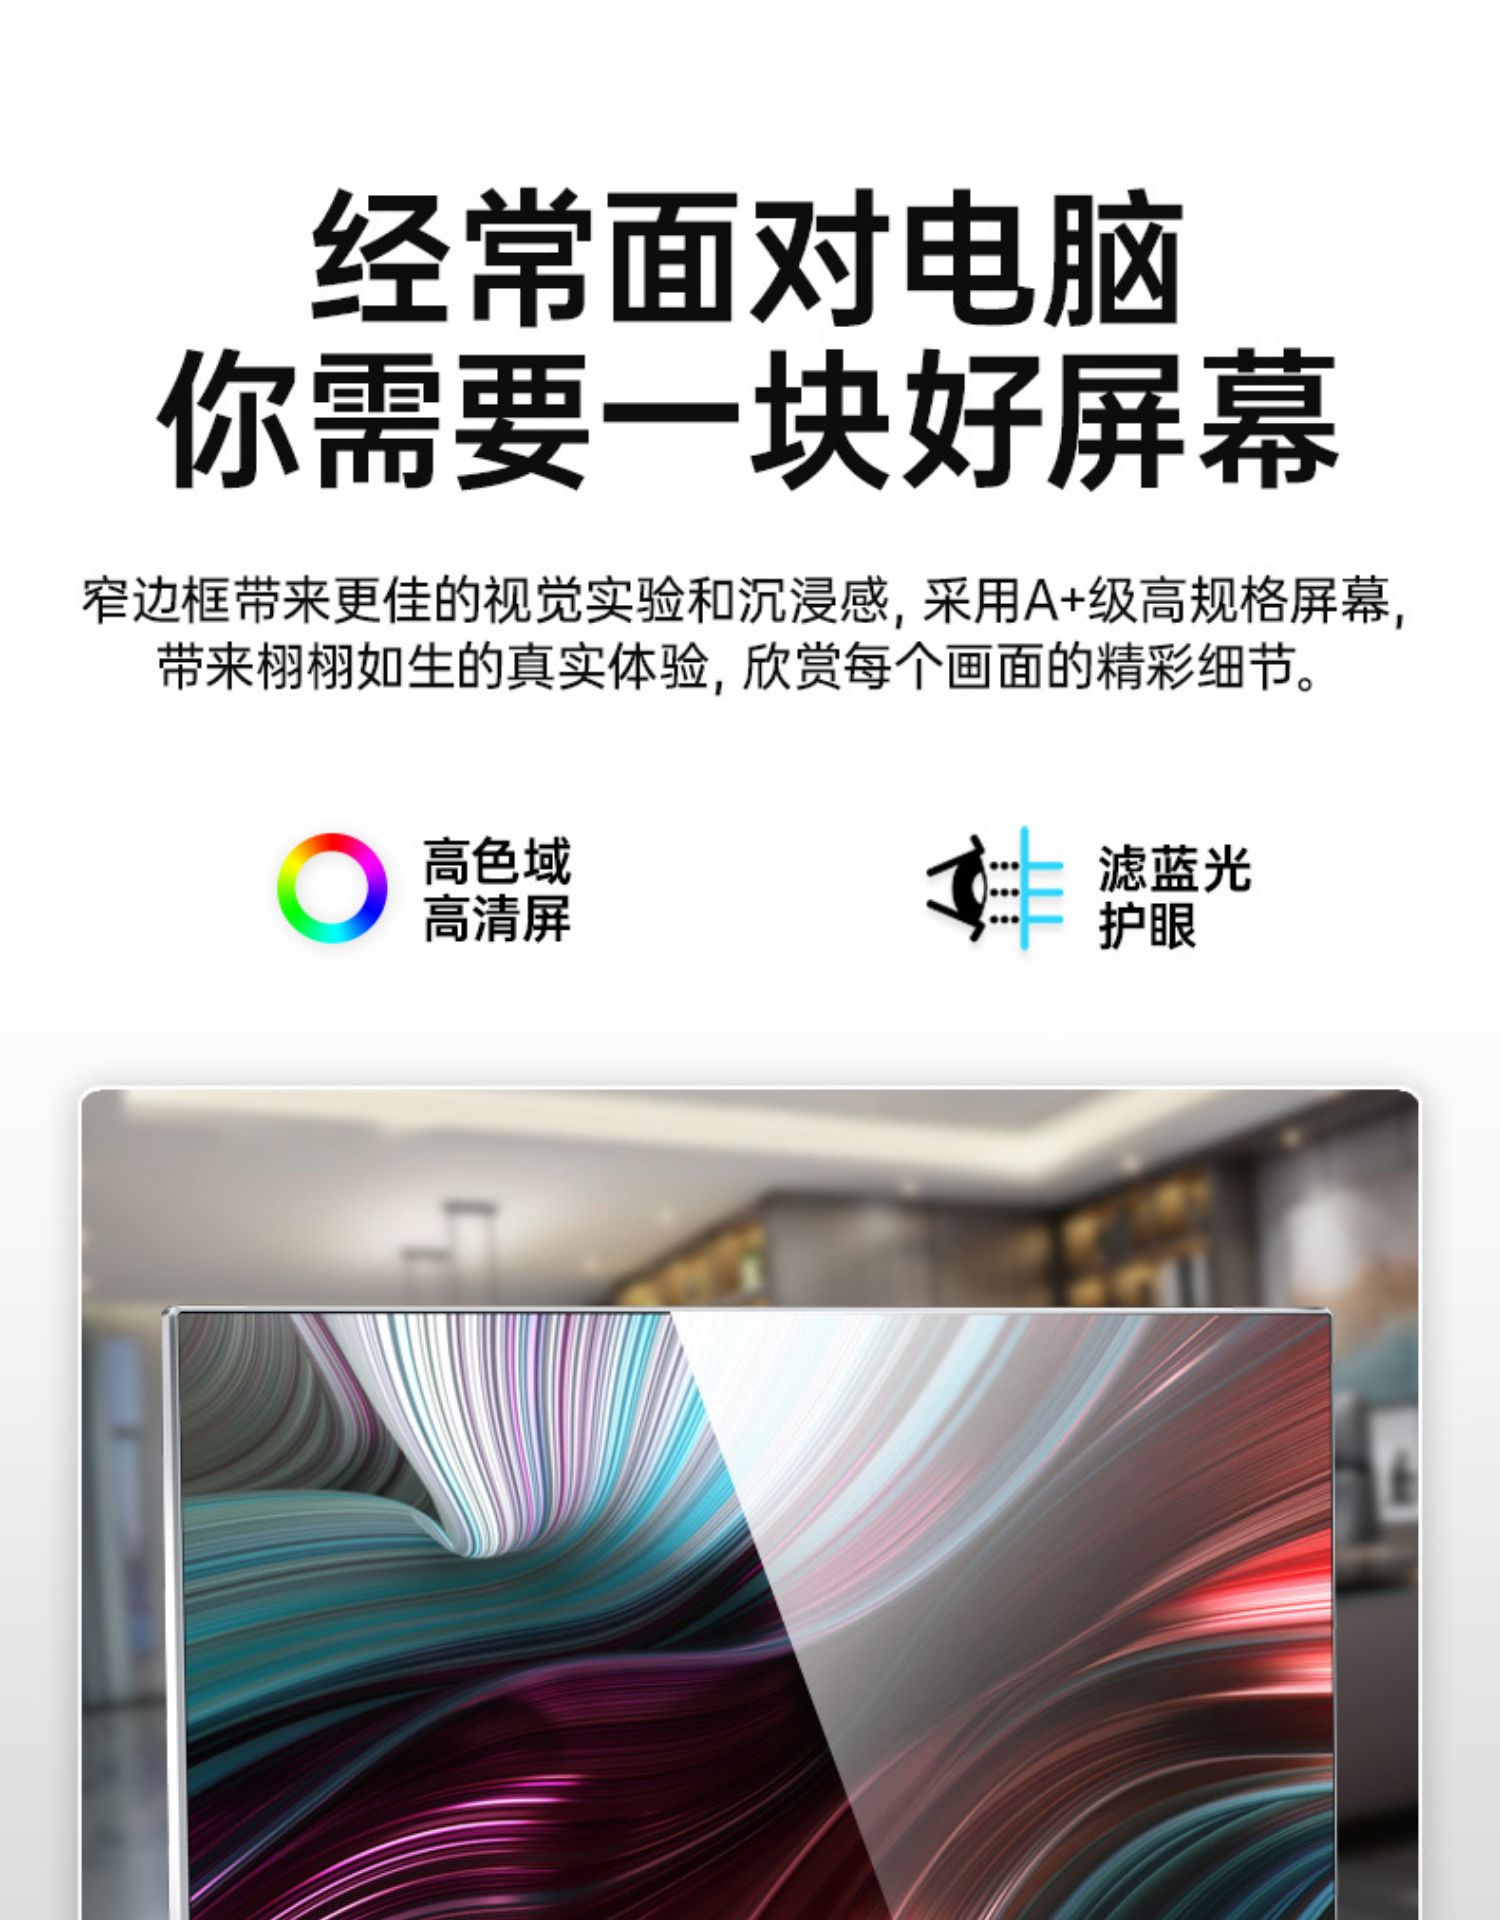 经常面对电脑
你需要一块好屏幕
窄边框带来更佳的视觉实验和沉浸感, 采用A+级高规格屏幕,
带来栩栩如生的真实体验, 欣赏每个画面的精彩细节。
高色域
高清屏
滤蓝光
护眼